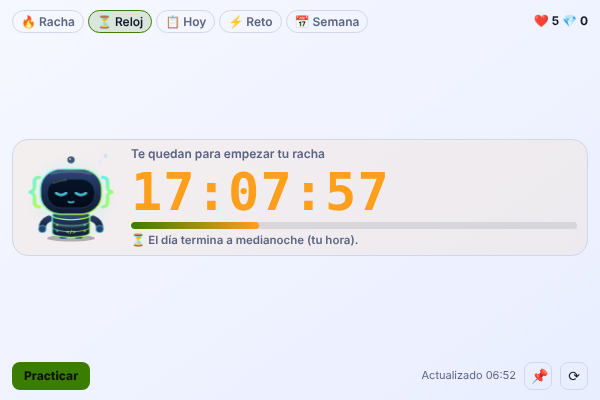 🔥 Racha
⏳ Reloj
📋 Hoy
⚡ Reto
📅 Semana
❤️ 5 💎 0
Te quedan para empezar tu racha
17:07:57
⏳ El día termina a medianoche (tu hora).
Practicar
Actualizado 06:52